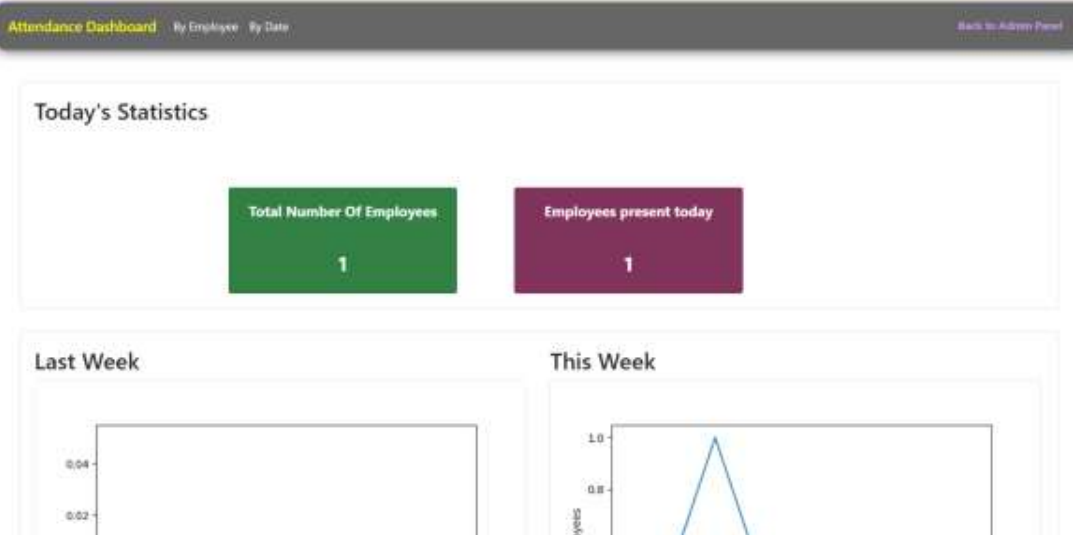 Attendance Dashboard By Employee By Date Back to Admin Panel
Today's Statistics
Total Number Of Employees Employees present today
1 1
Last Week This Week
1.0
0.04
0.8
0.02